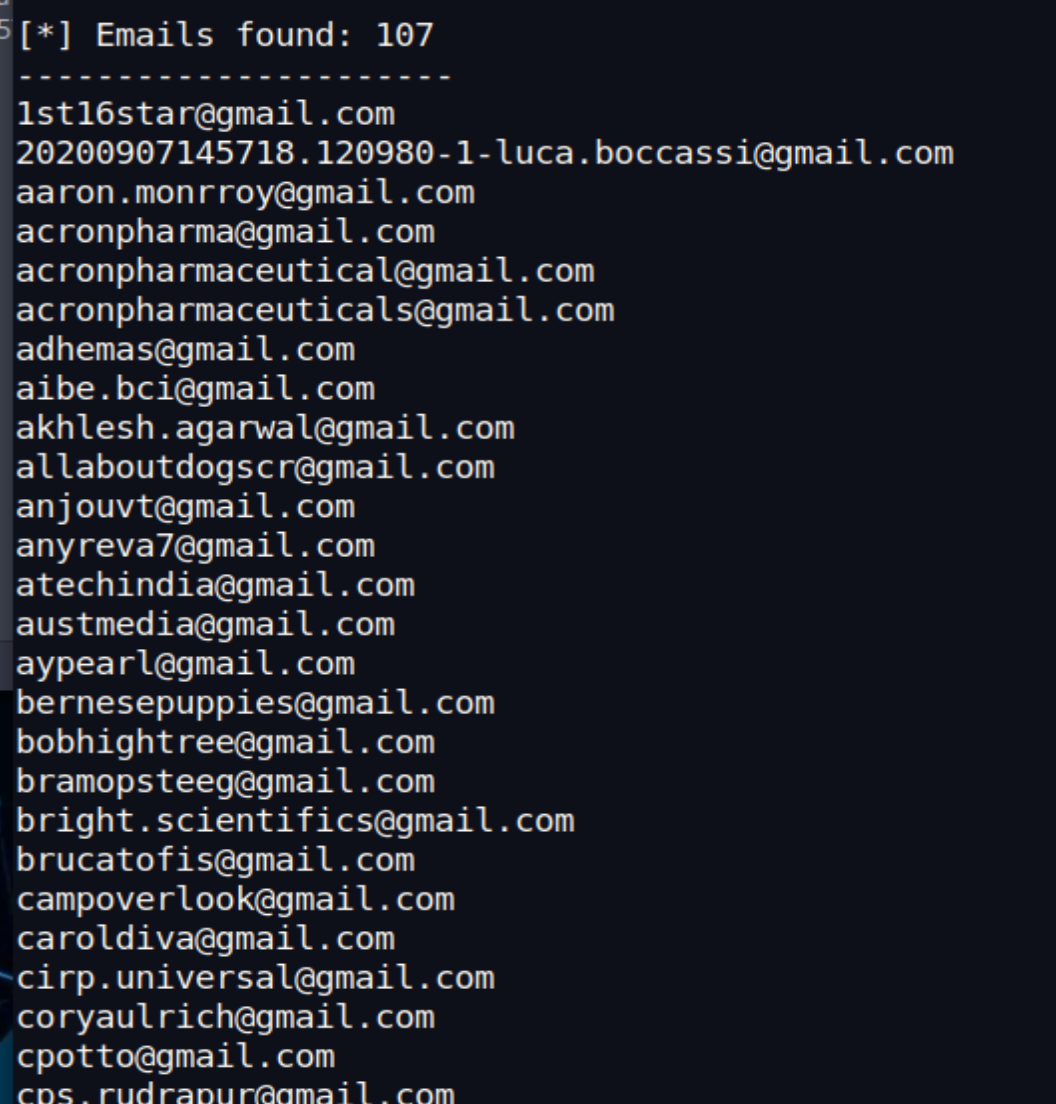 [*] Emails found: 107
----------------------
1st16star@gmail.com
20200907145718.120980-1-luca.boccassi@gmail.com
aaron.monrroy@gmail.com
acronpharma@gmail.com
acronpharmaceutical@gmail.com
acronpharmaceuticals@gmail.com
adhemas@gmail.com
aibe.bci@gmail.com
akhlesh.agarwal@gmail.com
allaboutdogscr@gmail.com
anjouvt@gmail.com
anyreva7@gmail.com
atechindia@gmail.com
austmedia@gmail.com
aypearl@gmail.com
bernesepuppies@gmail.com
bobhightree@gmail.com
bramopsteeg@gmail.com
bright.scientifics@gmail.com
brucatofis@gmail.com
campoverlook@gmail.com
caroldiva@gmail.com
cirp.universal@gmail.com
coryaulrich@gmail.com
cpotto@gmail.com
cps.rudrapur@gmail.com